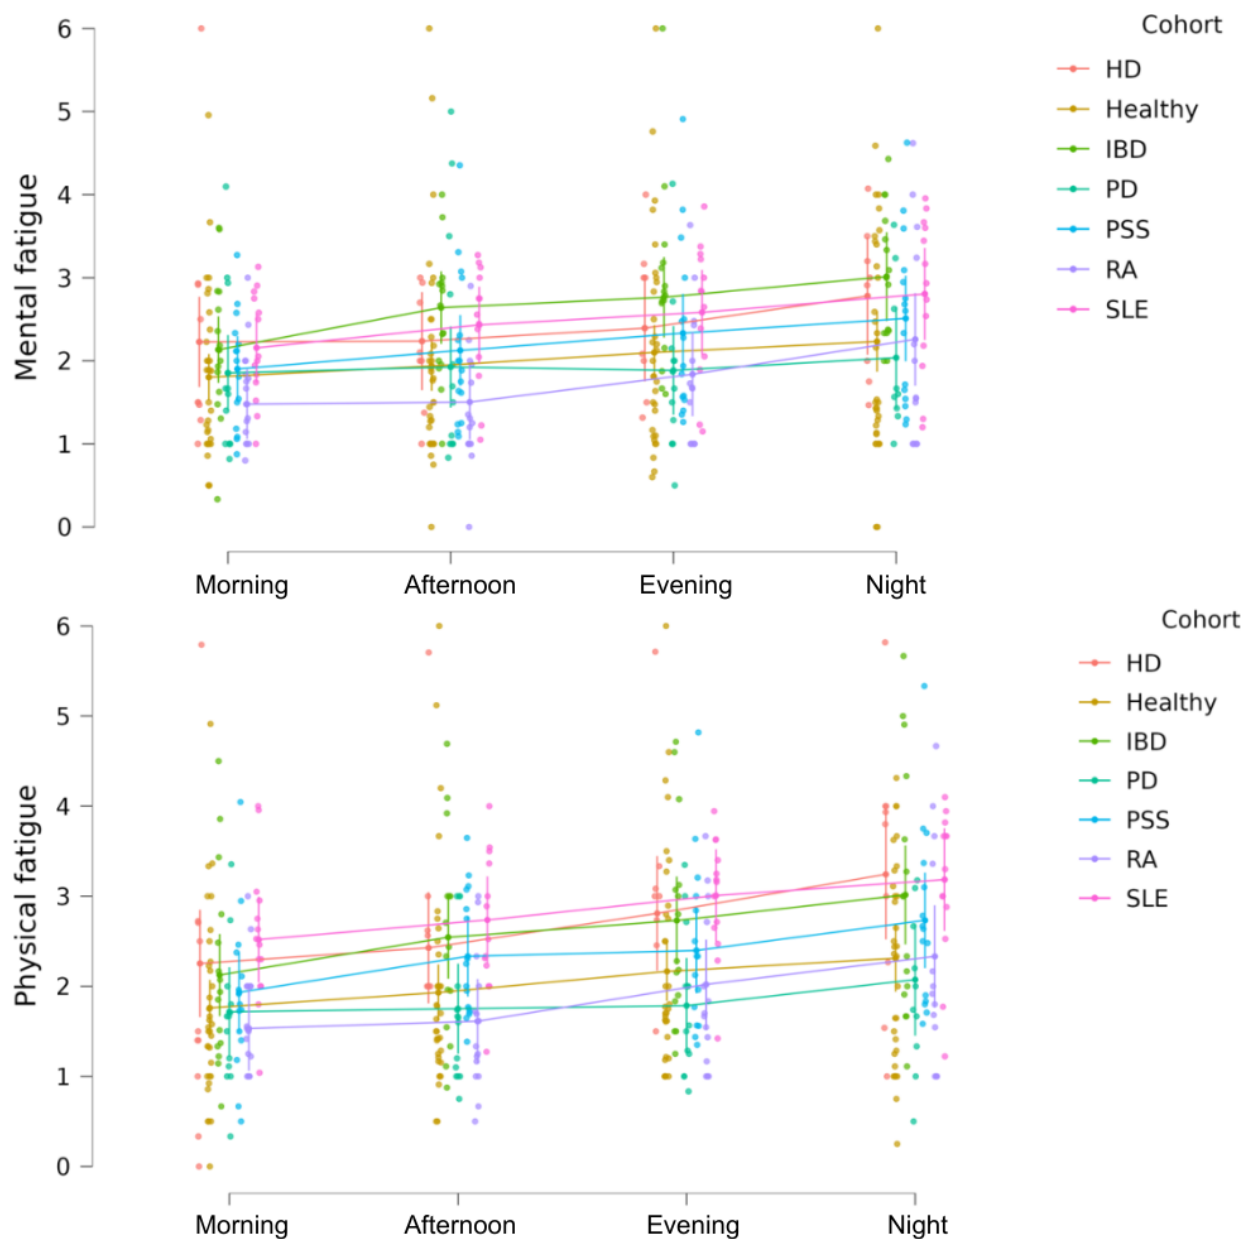 Mental fatigue
6
5
4
3
2
1
0
Morning Afternoon Evening Night
Cohort
HD
Healthy
IBD
PD
PSS
RA
SLE
Physical fatigue
6
5
4
3
2
1
0
Morning Afternoon Evening Night
Cohort
HD
Healthy
IBD
PD
PSS
RA
SLE